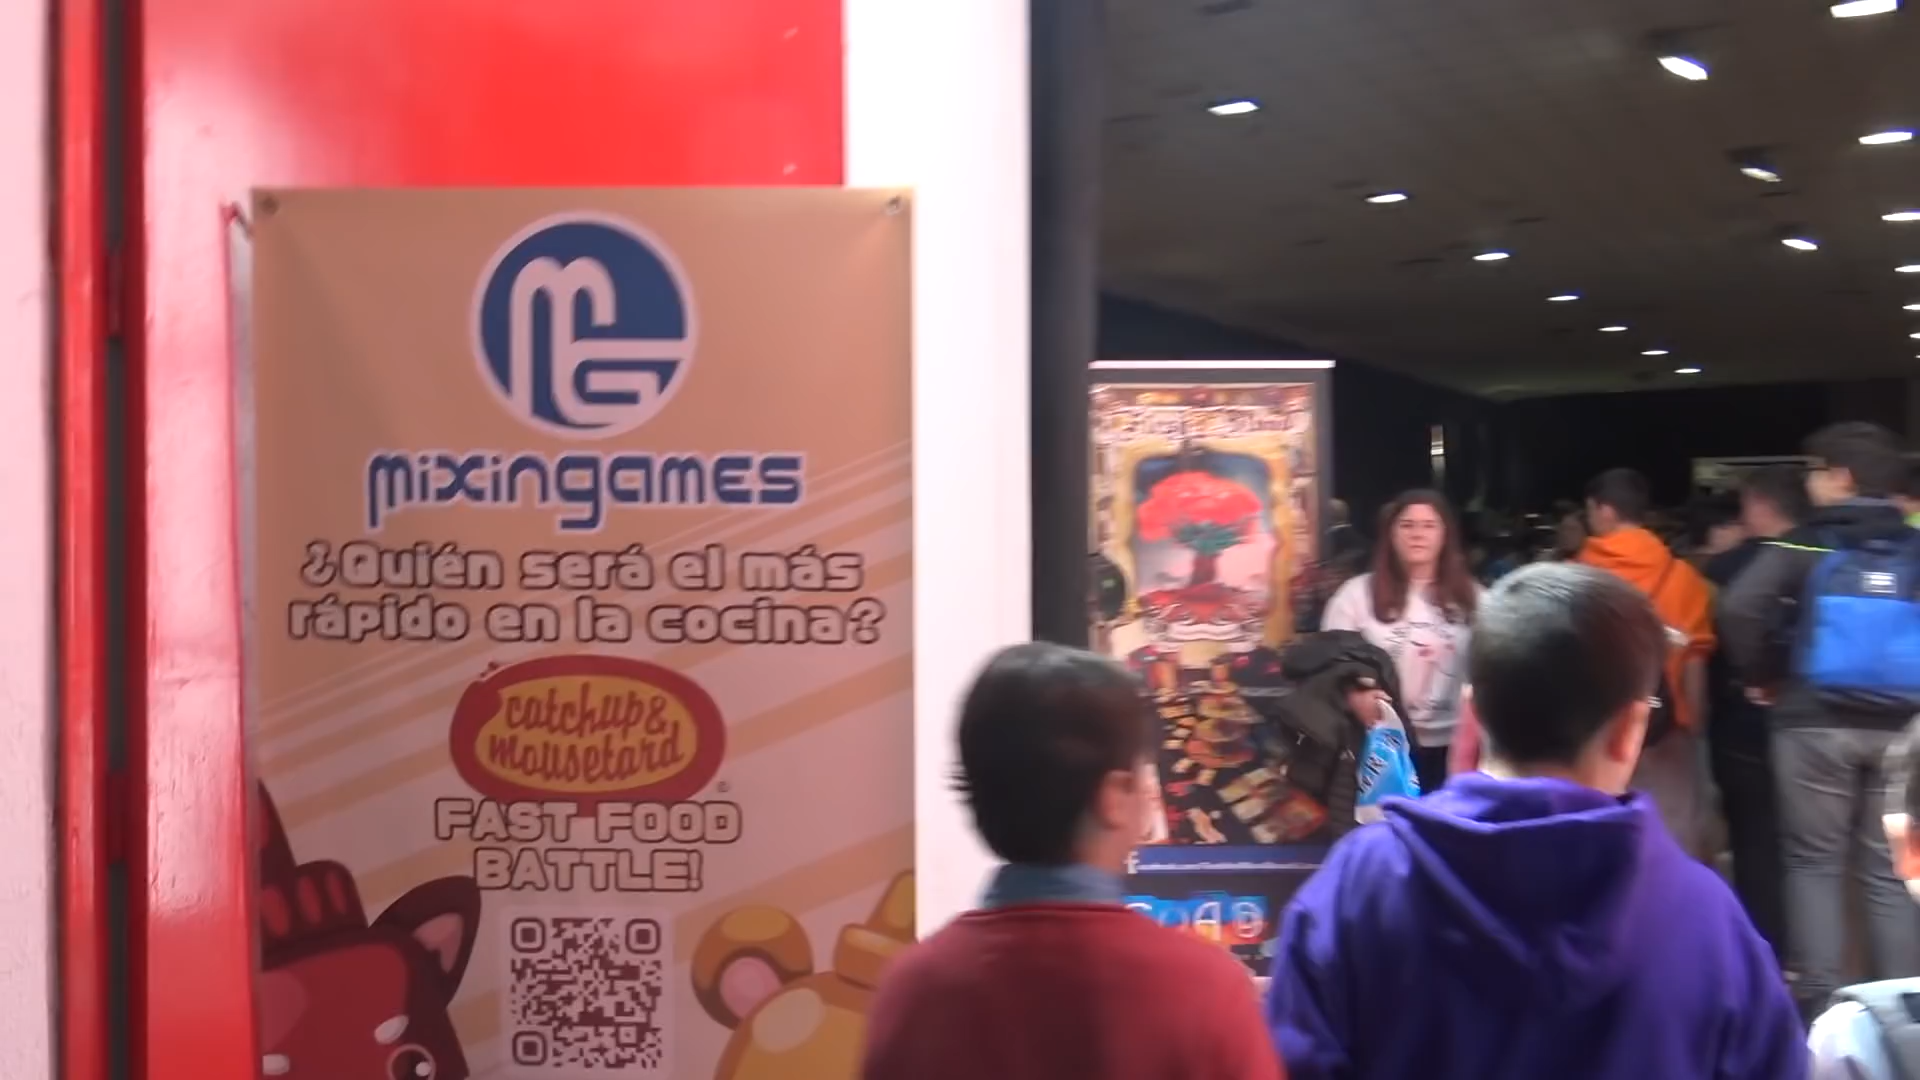 mixingames
¿Quién será el más
rápido en la cocina?
catchup&
mousetard
FAST FOOD
BATTLE!